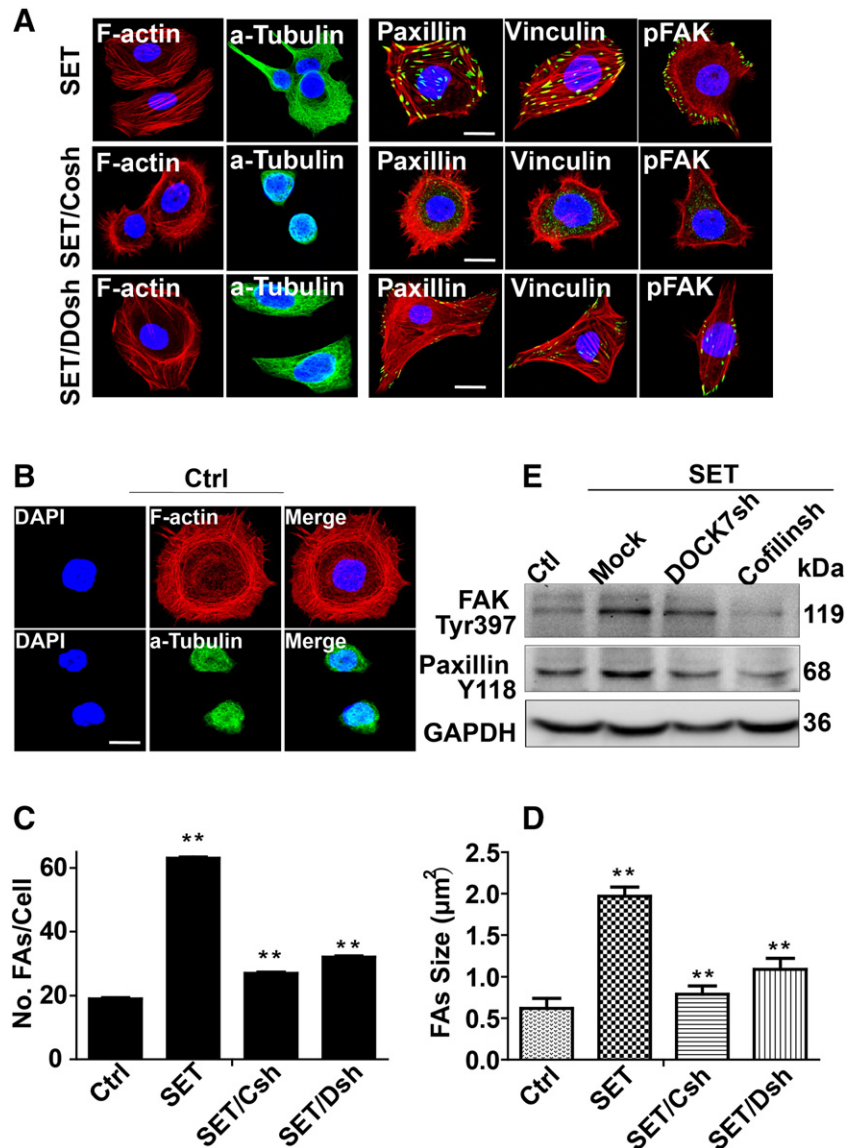 A
SET
F-actin a-Tubulin Paxillin Vinculin pFAK
SET/Cosh
F-actin a-Tubulin Paxillin Vinculin pFAK
SET/DOsh
F-actin a-Tubulin Paxillin Vinculin pFAK
B
Ctrl
DAPI F-actin Merge
DAPI a-Tubulin Merge
E
SET
Ctl Mock DOCK7sh Cofilinsh kDa
FAK
Tyr397
119
Paxillin
Y118
68
GAPDH
36
C
No. FAs/Cell
60
40
20
0
**
**
**
Ctrl SET SET/Csh SET/Dsh
D
FAs Size (μm²)
2.5
2.0
1.5
1.0
0.5
0.0
**
**
**
Ctrl SET SET/Csh SET/Dsh